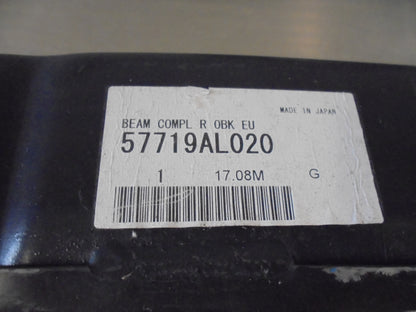 MADE IN JAPAN
BEAM COMPL R OBK EU
57719AL020
1 17.08M G